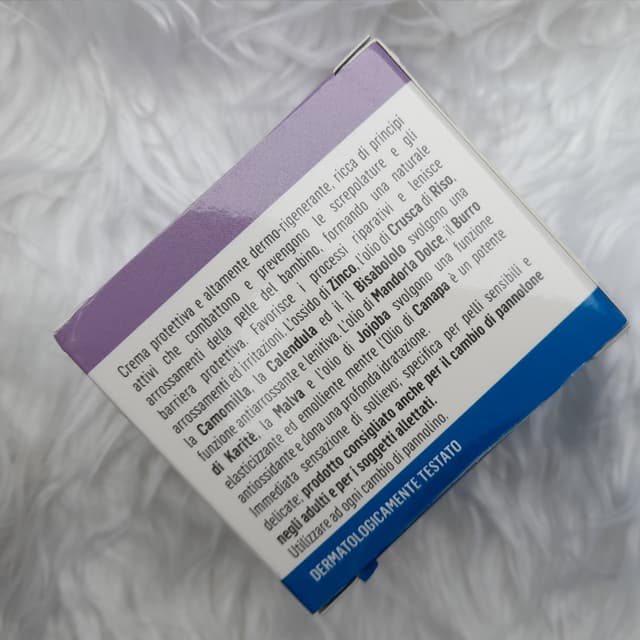 Crema protettiva e altamente dermo-rigenerante, ricca di principi
attivi che combattono e prevengono le screpolature e gli
arrossamenti della pelle del bambino, formando una naturale
barriera protettiva. Favorisce i processi riparativi e lenisce
arrossamenti ed irritazioni. L'ossido di Zinco, l'olio di Crusca di Riso,
la Camomilla, la Calendula ed il il Bisabololo svolgono una
funzione antiarrossante e lenitiva. L'olio di Mandorla Dolce, il Burro
di Karitè, la Malva e l'olio di Jojoba svolgono una funzione
elasticizzante ed emoliente mentre l'Olio di Canapa è un potente
antiossidante e dona una profonda idratazione.
Immediata sensazione di sollievo; specifica per pelli sensibili e
delicate; prodotto consigliato anche per il cambio di pannolone
negli adulti e per i soggetti allettati.
Utilizzare ad ogni cambio di pannolino.
DERMATOLOGICAMENTE TESTATO